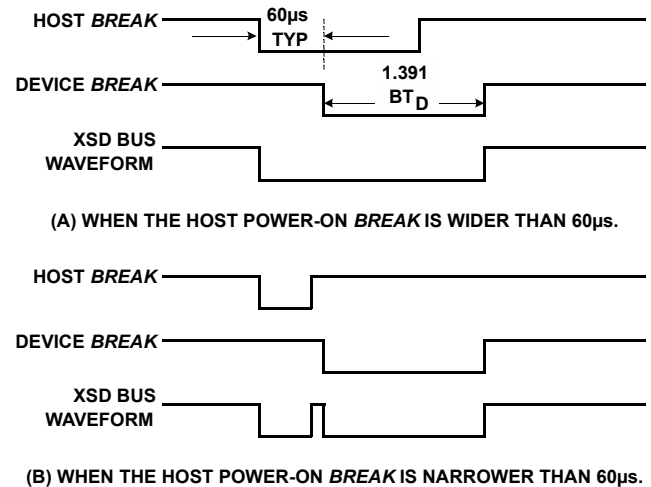 HOST BREAK
60µs
TYP
1.391
BTD
DEVICE BREAK
XSD BUS
WAVEFORM
(A) WHEN THE HOST POWER-ON BREAK IS WIDER THAN 60µs.
HOST BREAK
DEVICE BREAK
XSD BUS
WAVEFORM
(B) WHEN THE HOST POWER-ON BREAK IS NARROWER THAN 60µs.